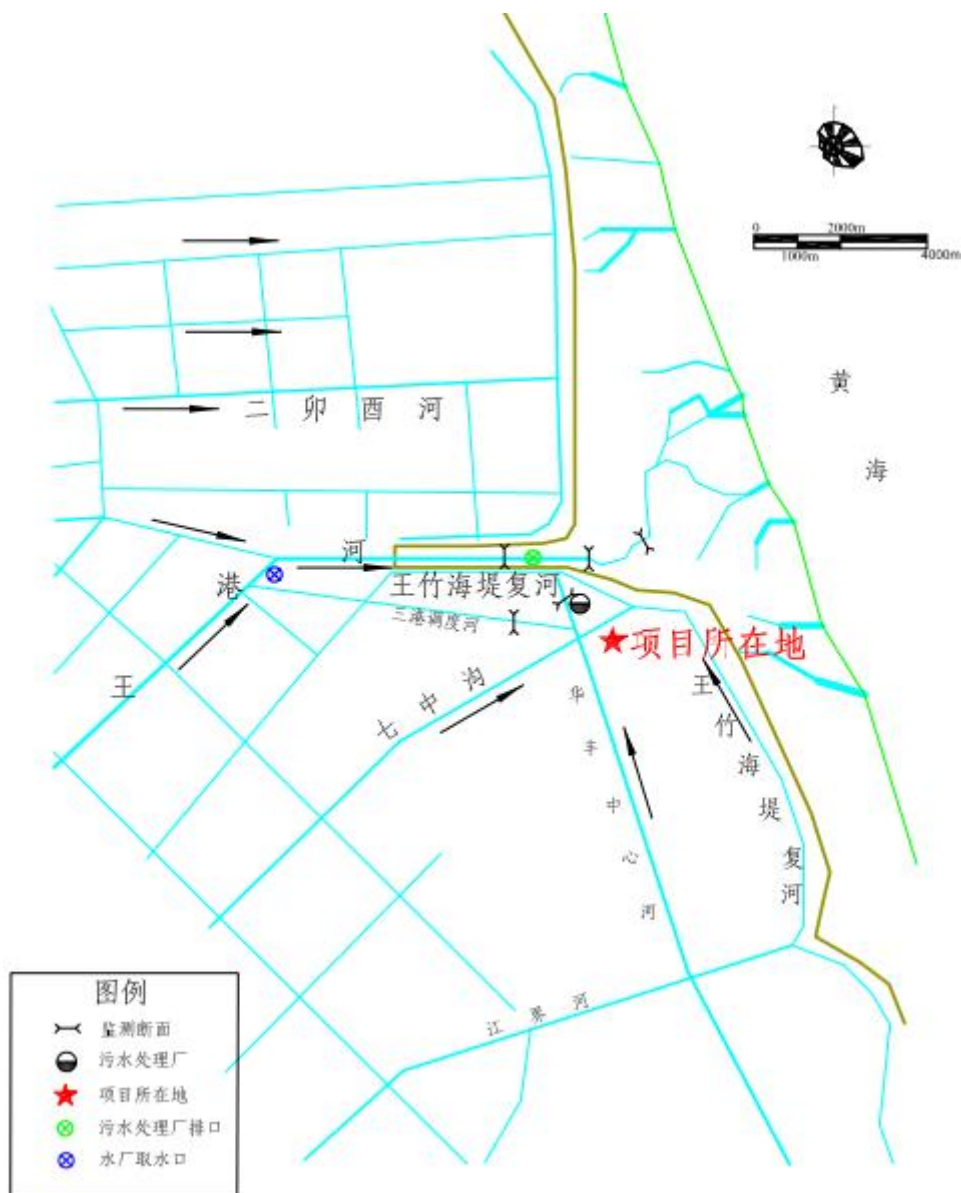 0 2000m
1000m 4000m
黄海
二卯酉河
河
港
王
王竹海堤复河
三港调度河
项目所在地
七中沟
王竹海堤复河
华丰中心河
江界河
图例
监测断面
污水处理厂
项目所在地
污水处理厂排口
水厂取水口